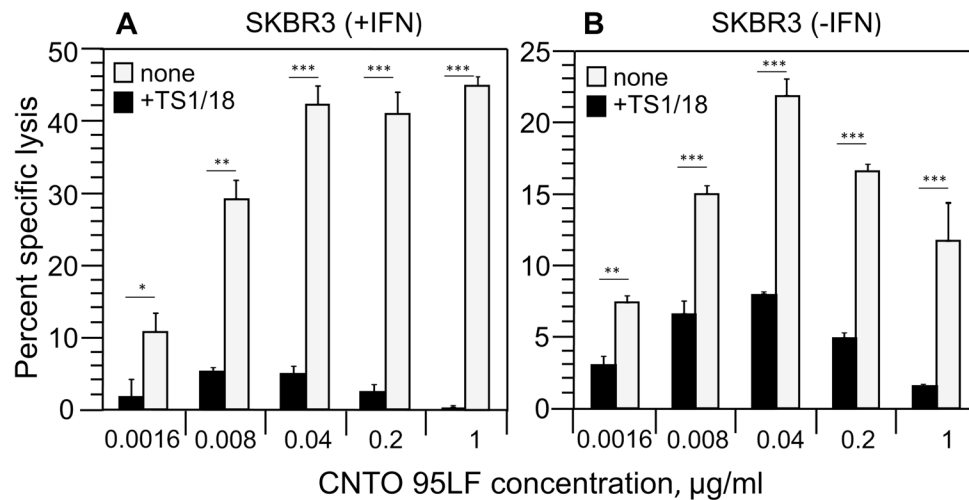 A SKBR3 (+IFN)
50
40
30
20
10
0
none
+TS1/18
*
**
***
***
***
0.0016 0.008 0.04 0.2 1
B SKBR3 (-IFN)
25
20
15
10
5
0
none
+TS1/18
**
***
***
***
***
0.0016 0.008 0.04 0.2 1
Percent specific lysis
CNTO 95LF concentration, µg/ml